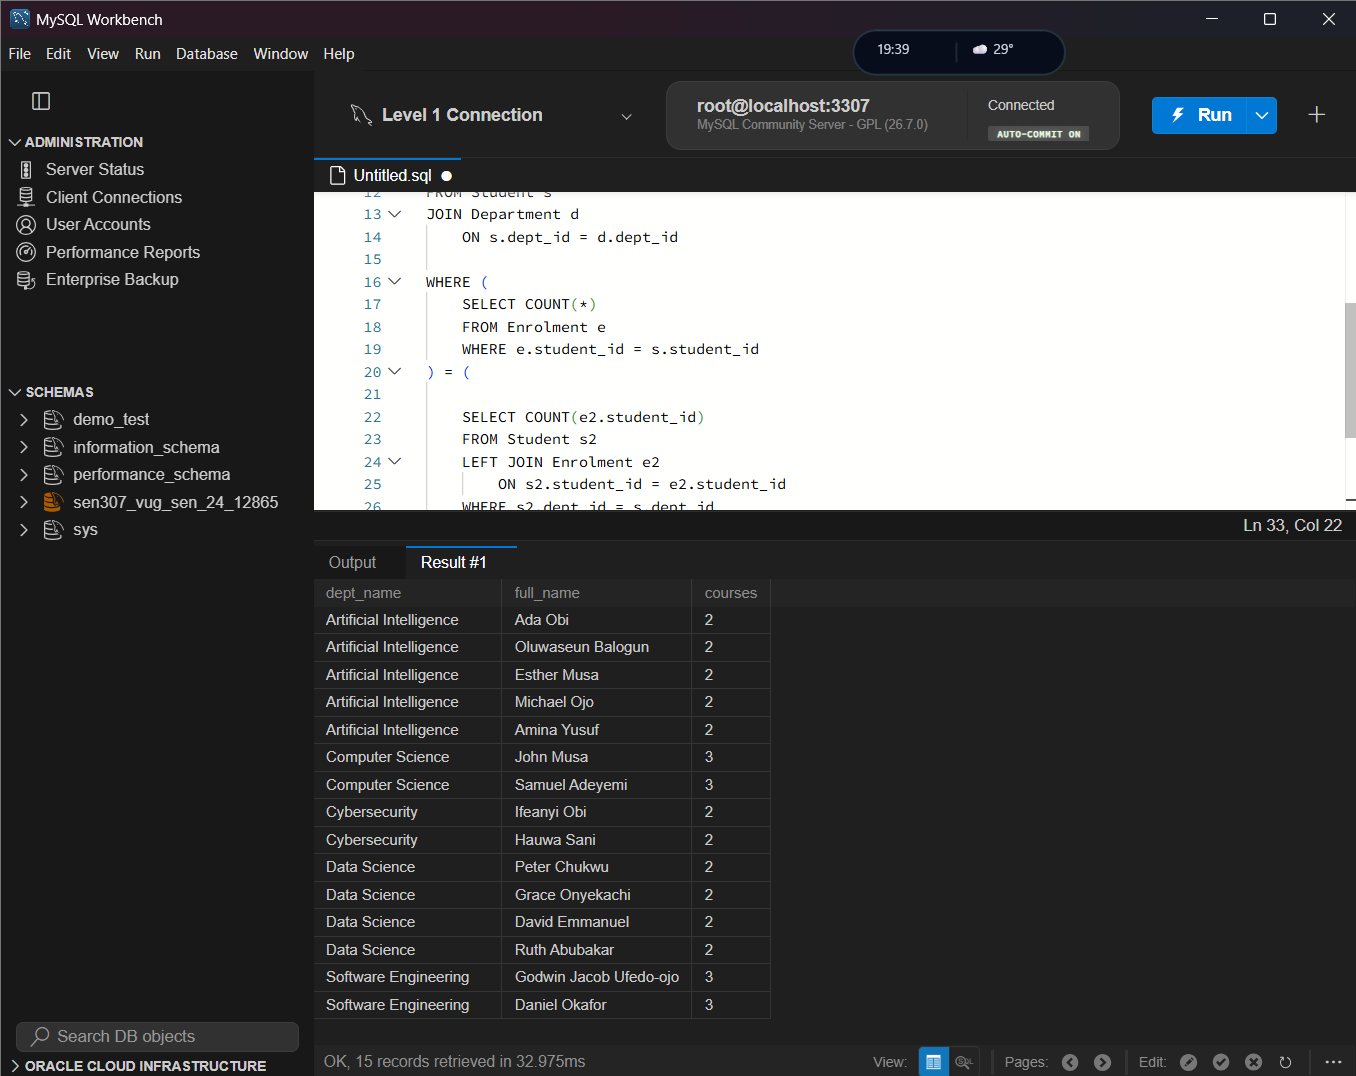 MySQL Workbench
File Edit View Run Database Window Help
19:39 29°
Level 1 Connection
root@localhost:3307
MySQL Community Server - GPL (26.7.0)
Connected
AUTO-COMMIT ON
Run
ADMINISTRATION
Server Status
Client Connections
User Accounts
Performance Reports
Enterprise Backup
SCHEMAS
demo_test
information_schema
performance_schema
sen307_vug_sen_24_12865
sys
Search DB objects
ORACLE CLOUD INFRASTRUCTURE
Untitled.sql
12 FROM Student s
13 JOIN Department d
14 ON s.dept_id = d.dept_id
15
16 WHERE (
17 SELECT COUNT(*)
18 FROM Enrolment e
19 WHERE e.student_id = s.student_id
20 ) = (
21
22 SELECT COUNT(e2.student_id)
23 FROM Student s2
24 LEFT JOIN Enrolment e2
25 ON s2.student_id = e2.student_id
26 WHERE s2.dept_id = s.dept_id
Ln 33, Col 22
Output Result #1
dept_name full_name courses
Artificial Intelligence Ada Obi 2
Artificial Intelligence Oluwaseun Balogun 2
Artificial Intelligence Esther Musa 2
Artificial Intelligence Michael Ojo 2
Artificial Intelligence Amina Yusuf 2
Computer Science John Musa 3
Computer Science Samuel Adeyemi 3
Cybersecurity Ifeanyi Obi 2
Cybersecurity Hauwa Sani 2
Data Science Peter Chukwu 2
Data Science Grace Onyekachi 2
Data Science David Emmanuel 2
Data Science Ruth Abubakar 2
Software Engineering Godwin Jacob Ufedo-ojo 3
Software Engineering Daniel Okafor 3
OK, 15 records retrieved in 32.975ms
View: SQL Pages: Edit: